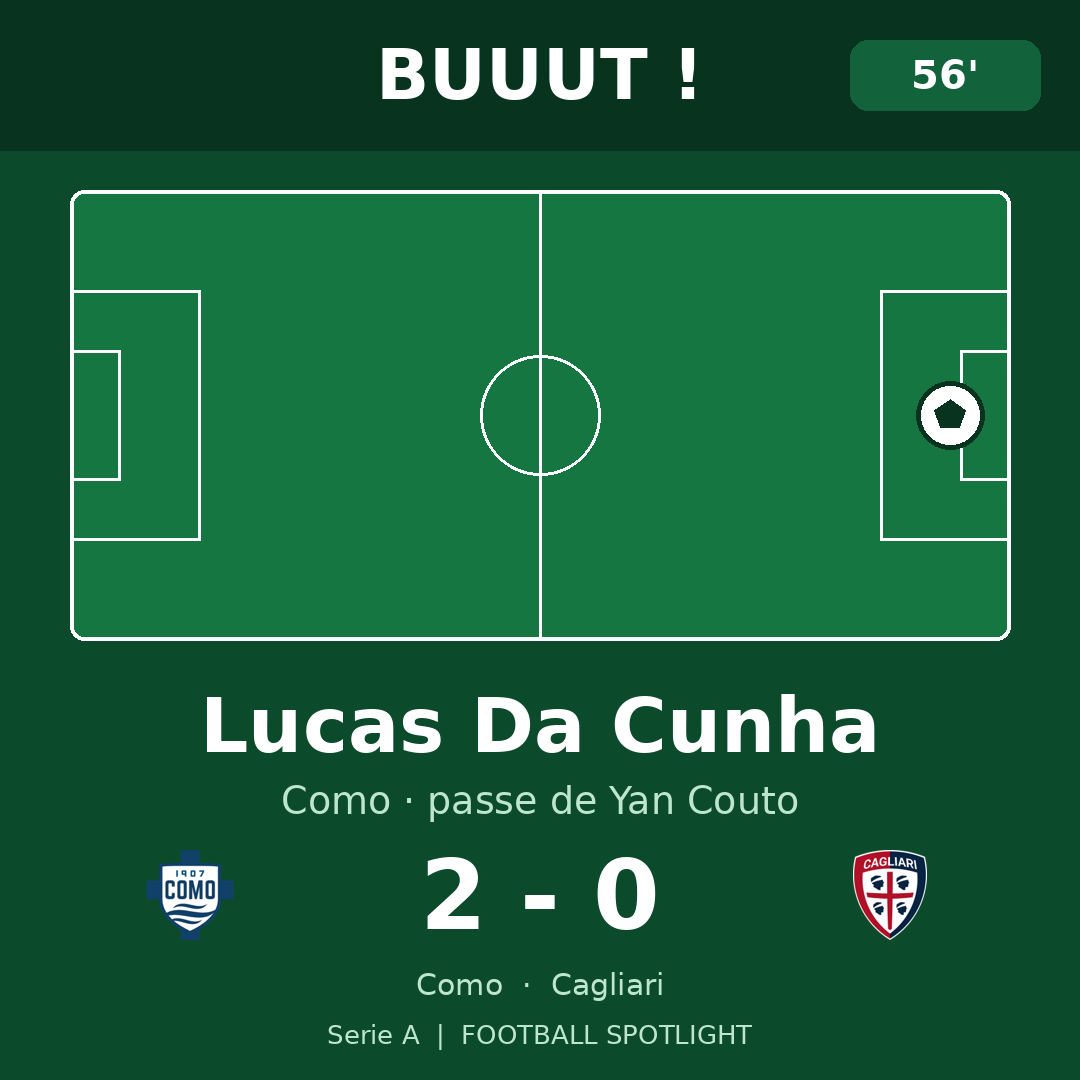 BUUUT !
56'
Lucas Da Cunha
Como · passe de Yan Couto
1907
COMO
2 - 0
CAGLIARI
Como · Cagliari
Serie A | FOOTBALL SPOTLIGHT